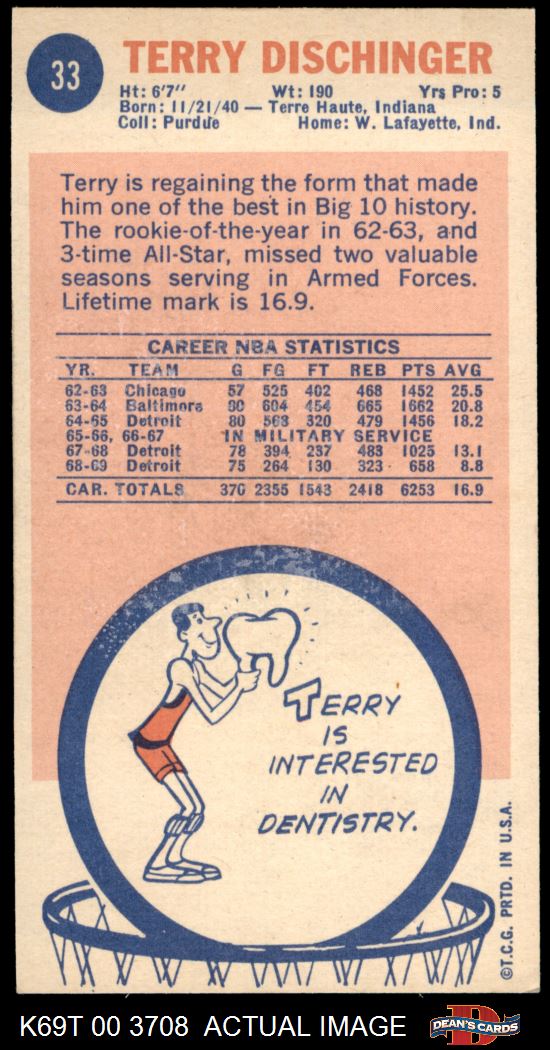 33
TERRY DISCHINGER
Ht: 6'7" Wt: 190 Yrs Pro: 5
Born: 11/21/40 — Terre Haute, Indiana
Coll: Purdue Home: W. Lafayette, Ind.
Terry is regaining the form that made
him one of the best in Big 10 history.
The rookie-of-the-year in 62-63, and
3-time All-Star, missed two valuable
seasons serving in Armed Forces.
Lifetime mark is 16.9.
CAREER NBA STATISTICS
YR. TEAM G FG FT REB PTS AVG
62-63 Chicago 57 525 402 468 1452 25.5
63-64 Baltimore 80 604 454 665 1662 20.8
64-65 Detroit 80 568 320 479 1456 18.2
65-66, 66-67 IN MILITARY SERVICE
67-68 Detroit 78 394 237 483 1025 13.1
68-69 Detroit 75 264 130 323 658 8.8
CAR. TOTALS 370 2355 1543 2418 6253 16.9
TERRY
IS
INTERESTED
IN
DENTISTRY.
©T.C.G. PRTD. IN U.S.A.
K69T 00 3708 ACTUAL IMAGE
D
DEAN'S CARDS